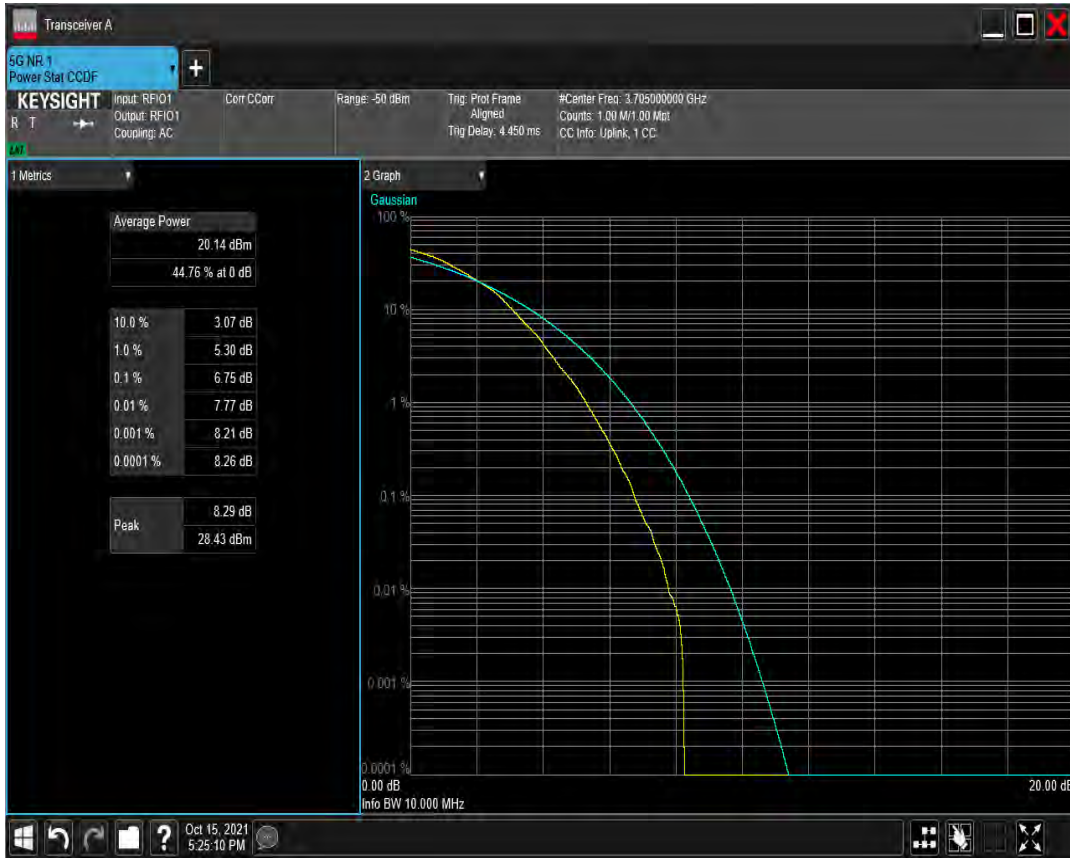 Transceiver A
5G NR 1
Power Stat CCDF
+
KEYSIGHT
R T
LXI
Input: RFIO1
Output: RFIO1
Coupling: AC
Corr CCorr
Range: -50 dBm
Trig: Prot Frame
Aligned
Trig Delay: 4.450 ms
#Center Freq: 3.705000000 GHz
Counts: 1.00 M/1.00 Mpt
CC Info: Uplink, 1 CC
1 Metrics
Average Power
20.14 dBm
44.76 % at 0 dB
10.0 % 3.07 dB
1.0 % 5.30 dB
0.1 % 6.75 dB
0.01 % 7.77 dB
0.001 % 8.21 dB
0.0001 % 8.26 dB
Peak
8.29 dB
28.43 dBm
2 Graph
Gaussian
100 %
10 %
1 %
0.1 %
0.01 %
0.001 %
0.0001 %
0.00 dB 20.00 dB
Info BW 10.000 MHz
?
Oct 15, 2021
5:25:10 PM